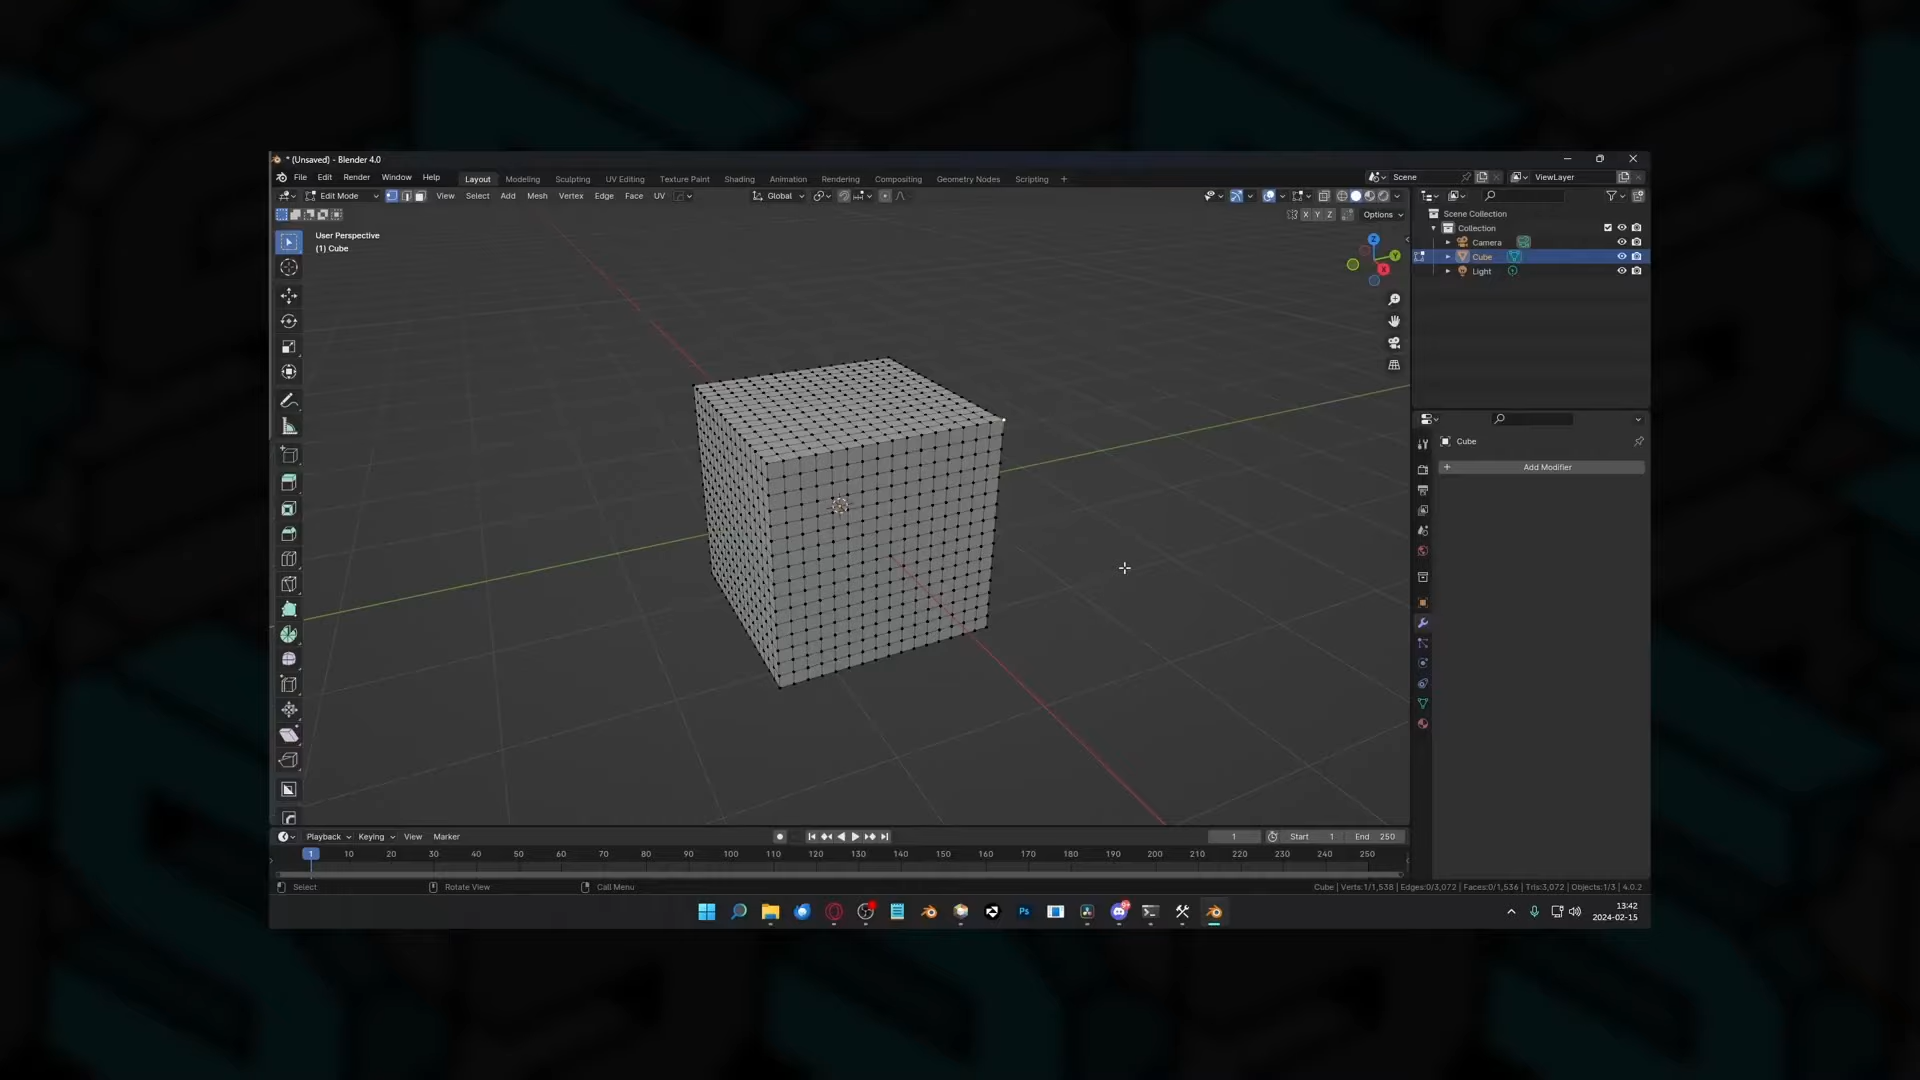 * (Unsaved) - Blender 4.0
File Edit Render Window Help Layout Modeling Sculpting UV Editing Texture Paint Shading Animation Rendering Compositing Geometry Nodes Scripting + Scene ViewLayer
Edit Mode View Select Add Mesh Vertex Edge Face UV Global
X Y Z Options
User Perspective
(1) Cube
Z
Y
X
Scene Collection
Collection
Camera
Cube
Light
Cube
+ Add Modifier
Playback Keying View Marker 1 Start 1 End 250
1 10 20 30 40 50 60 70 80 90 100 110 120 130 140 150 160 170 180 190 200 210 220 230 240 250
Select Rotate View Call Menu Cube | Verts:1/1,538 | Edges:0/3,072 | Faces:0/1,536 | Tris:3,072 | Objects:1/3 | 4.0.2
Ps
13:42
2024-02-15